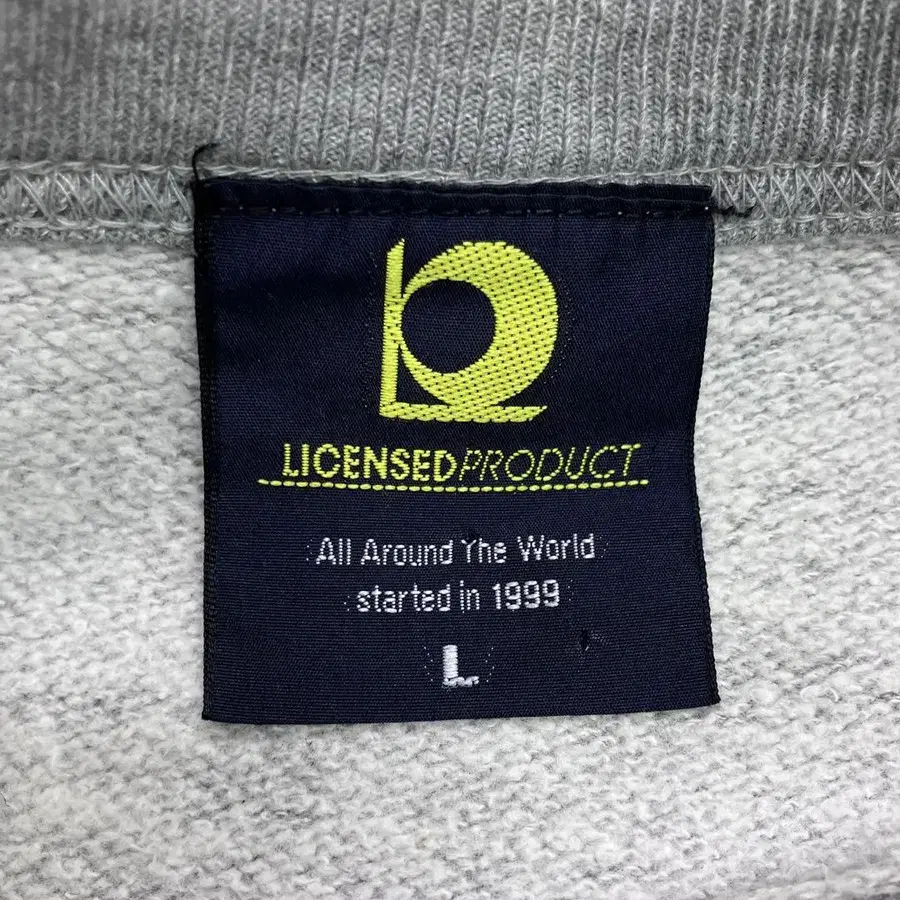 LICENSEDPRODUCT
All Around The World
started in 1999
L